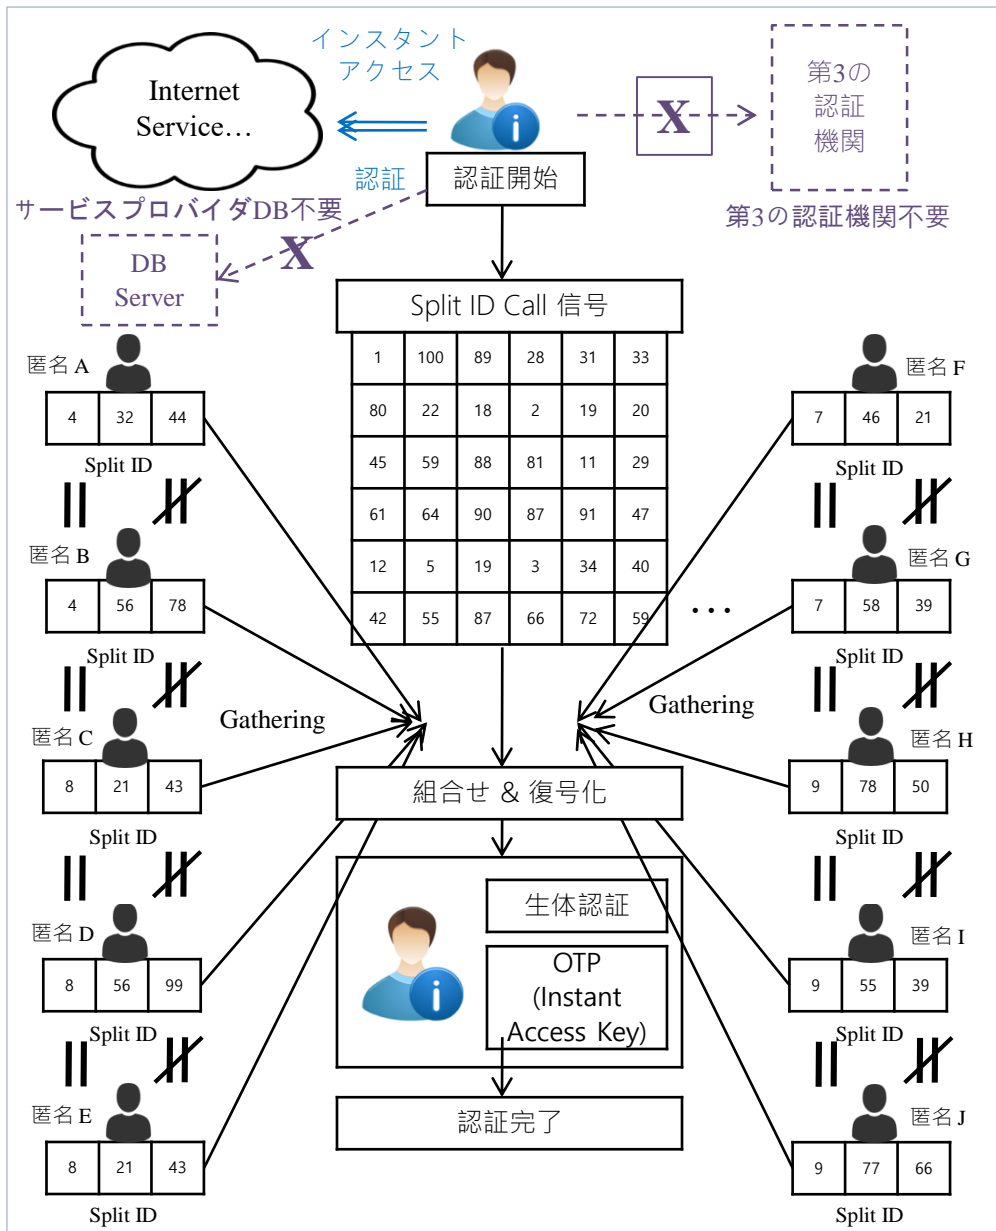 インスタント
アクセス
Internet
Service…
X
第3の
認証
機関
認証
認証開始
サービスプロバイダDB不要
第3の認証機関不要
X
DB
Server
Split ID Call 信号
1 100 89 28 31 33
80 22 18 2 19 20
45 59 88 81 11 29
61 64 90 87 91 47
12 5 19 3 34 40
42 55 87 66 72 59
…
匿名 A
4 32 44
Split ID
匿名 B
4 56 78
Split ID
匿名 C
8 21 43
Split ID
匿名 D
8 56 99
Split ID
匿名 E
8 21 43
Split ID
Gathering
Gathering
匿名 F
7 46 21
Split ID
匿名 G
7 58 39
Split ID
匿名 H
9 78 50
Split ID
匿名 I
9 55 39
Split ID
匿名 J
9 77 66
Split ID
組合せ & 復号化
生体認証
i
i
OTP
(Instant
Access Key)
認証完了